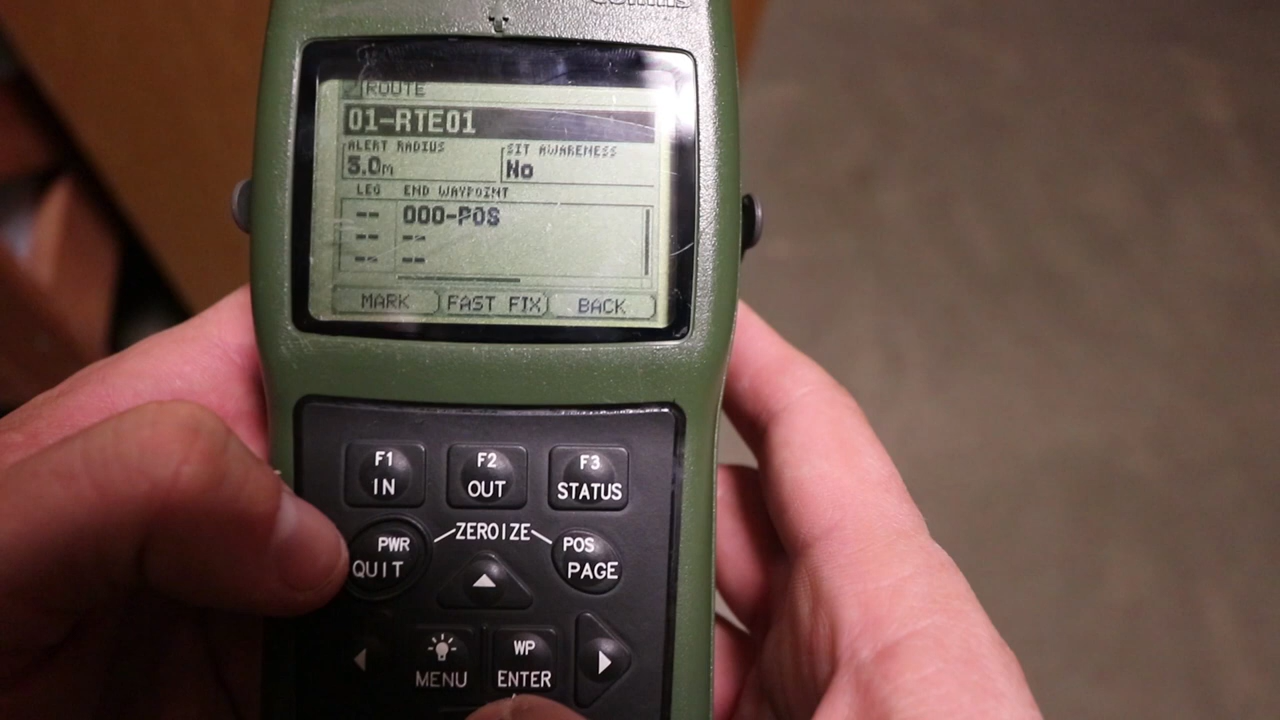 ROUTE
01-RTE01
ALERT RADIUS SIT AWARENESS
5.0m No
LEG END WAYPOINT
-- 000-POS
-- --
-- --
MARK FAST FIX BACK
F1 F2 F3
IN OUT STATUS
ZEROIZE
PWR POS
QUIT PAGE
WP
MENU ENTER